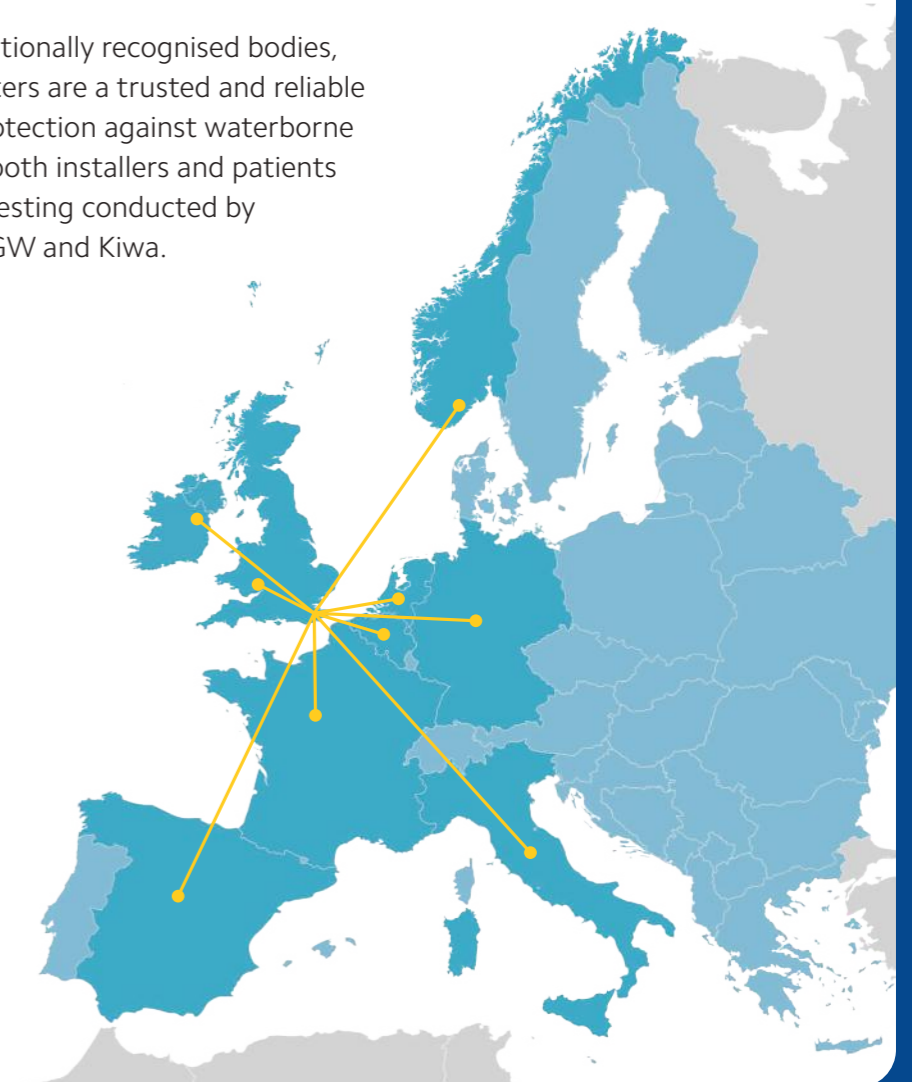 tionally recognised bodies,
ers are a trusted and reliable
otection against waterborne
both installers and patients
esting conducted by
GW and Kiwa.